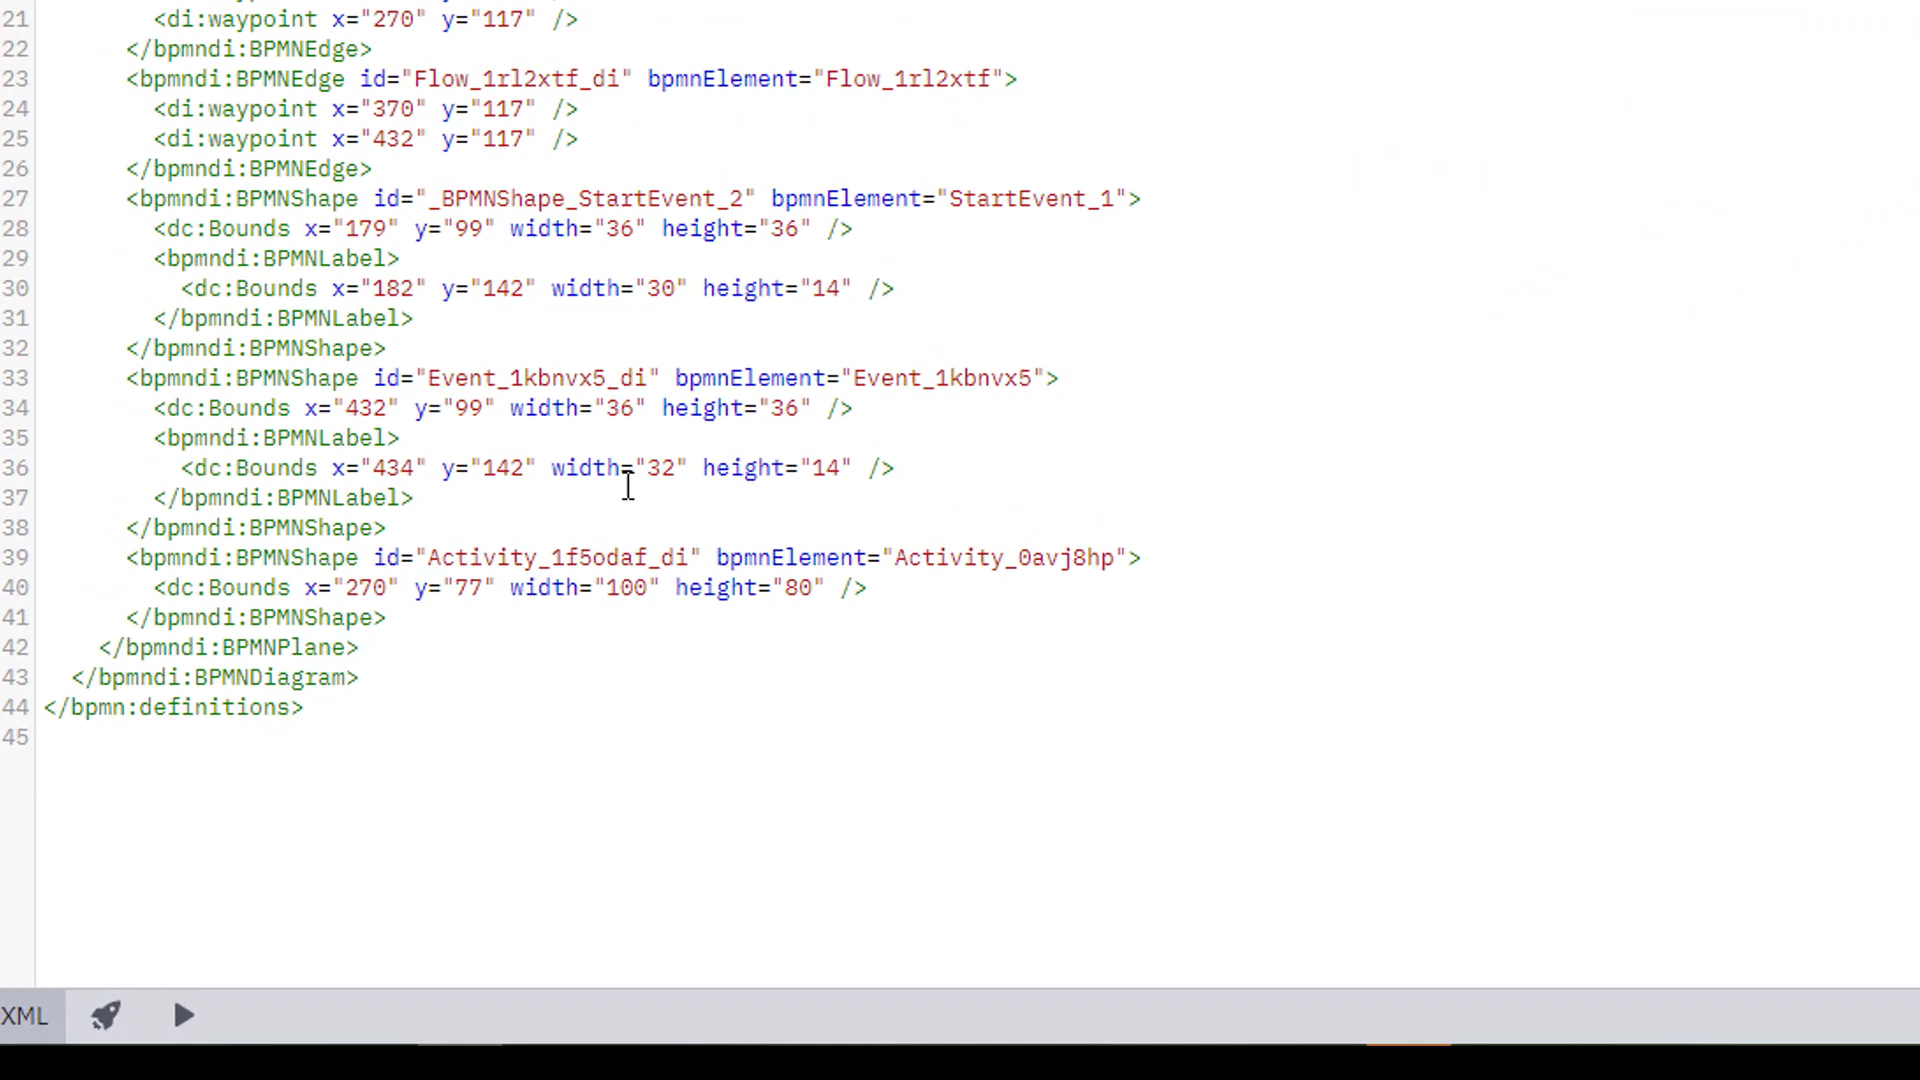 21 <di:waypoint x="270" y="117" />
22 </bpmndi:BPMNEdge>
23 <bpmndi:BPMNEdge id="Flow_1rl2xtf_di" bpmnElement="Flow_1rl2xtf">
24 <di:waypoint x="370" y="117" />
25 <di:waypoint x="432" y="117" />
26 </bpmndi:BPMNEdge>
27 <bpmndi:BPMNShape id="_BPMNShape_StartEvent_2" bpmnElement="StartEvent_1">
28 <dc:Bounds x="179" y="99" width="36" height="36" />
29 <bpmndi:BPMNLabel>
30 <dc:Bounds x="182" y="142" width="30" height="14" />
31 </bpmndi:BPMNLabel>
32 </bpmndi:BPMNShape>
33 <bpmndi:BPMNShape id="Event_1kbnvx5_di" bpmnElement="Event_1kbnvx5">
34 <dc:Bounds x="432" y="99" width="36" height="36" />
35 <bpmndi:BPMNLabel>
36 <dc:Bounds x="434" y="142" width="32" height="14" />
37 </bpmndi:BPMNLabel>
38 </bpmndi:BPMNShape>
39 <bpmndi:BPMNShape id="Activity_1f5odaf_di" bpmnElement="Activity_0avj8hp">
40 <dc:Bounds x="270" y="77" width="100" height="80" />
41 </bpmndi:BPMNShape>
42 </bpmndi:BPMNPlane>
43 </bpmndi:BPMNDiagram>
44 </bpmn:definitions>
45
XML